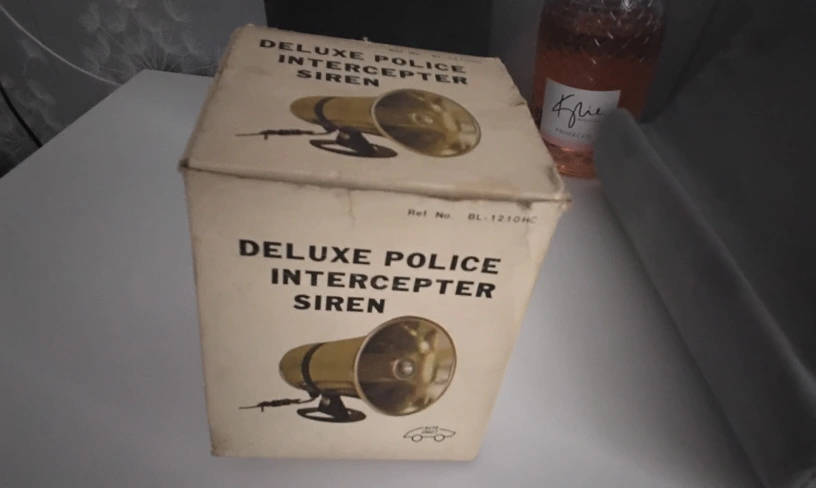 DELUXE POLICE
INTERCEPTER
SIREN
Ref No. BL-1210HC
DELUXE POLICE
INTERCEPTER
SIREN
Kylie